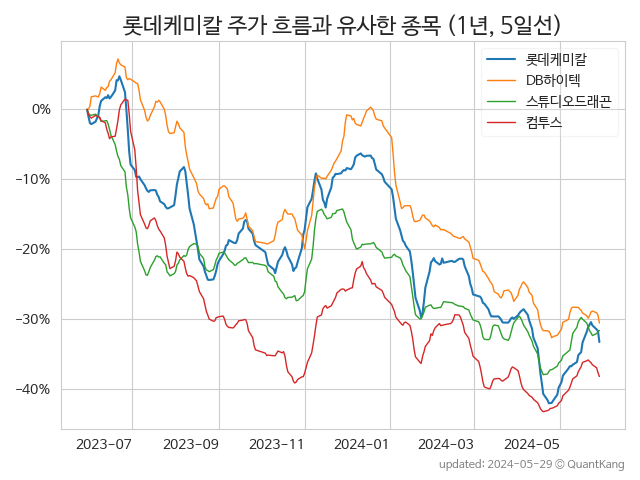 롯데케미칼 주가 흐름과 유사한 종목 (1년, 5일선)
롯데케미칼
DB하이텍
스튜디오드래곤
컴투스
0%
−10%
−20%
−30%
−40%
2023-07
2023-09
2023-11
2024-01
2024-03
2024-05
updated: 2024-05-29 © QuantKang